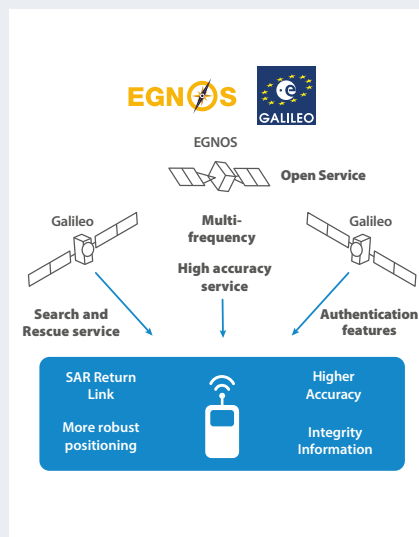 EGNOS
GALILEO
EGNOS
Open Service
Galileo
Multi-
frequency
Galileo
High accuracy
service
Search and
Rescue service
Authentication
features
SAR Return
Link
Higher
Accuracy
More robust
positioning
Integrity
Information